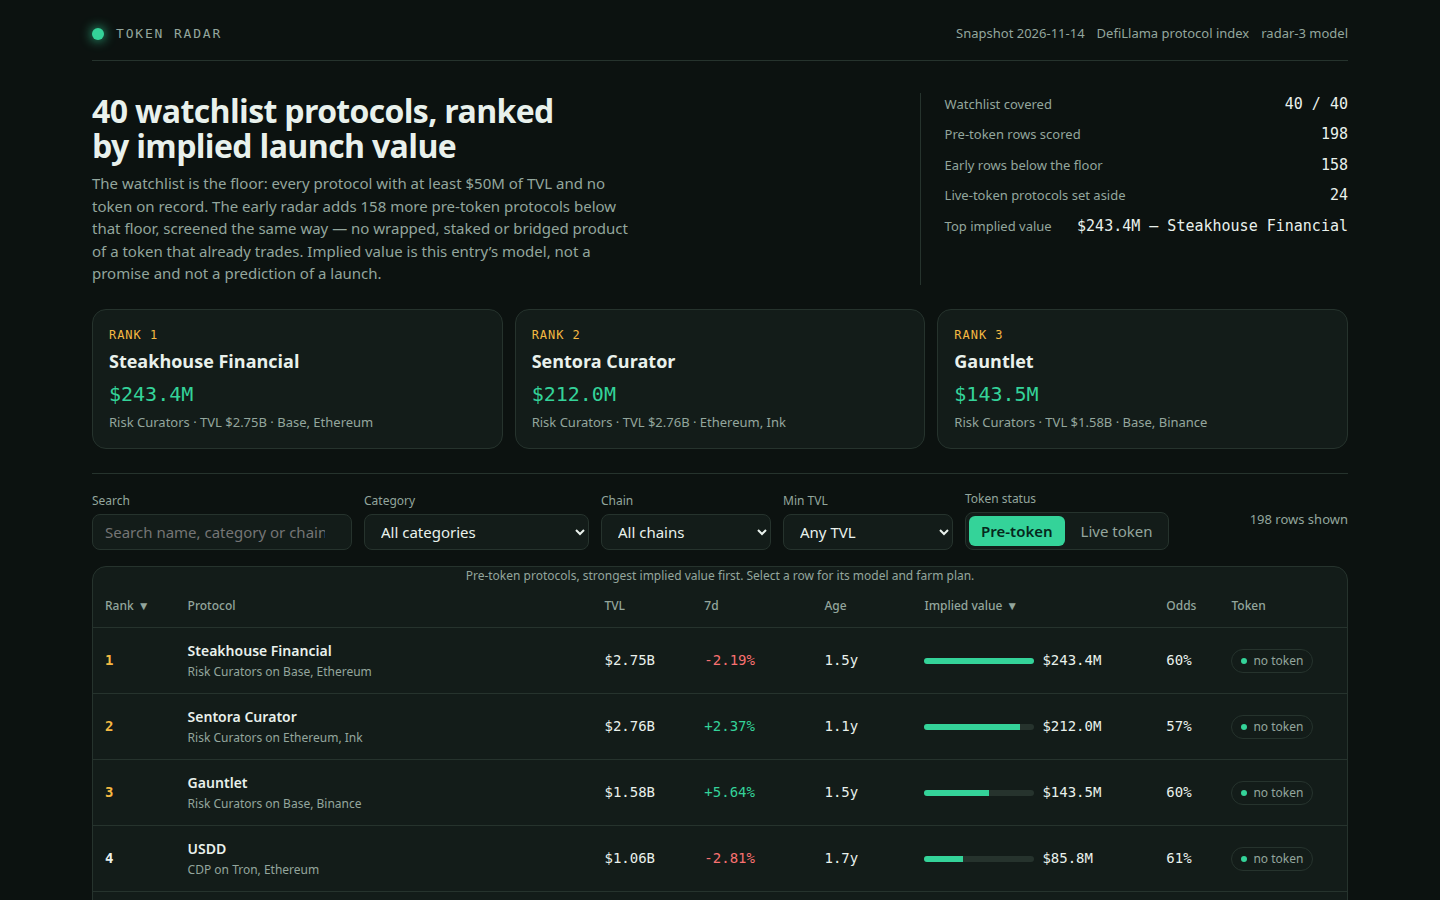 TOKEN RADAR
Snapshot 2026-11-14 DefiLlama protocol index radar-3 model
40 watchlist protocols, ranked
by implied launch value
The watchlist is the floor: every protocol with at least $50M of TVL and no
token on record. The early radar adds 158 more pre-token protocols below
that floor, screened the same way — no wrapped, staked or bridged product
of a token that already trades. Implied value is this entry's model, not a
promise and not a prediction of a launch.
Watchlist covered 40 / 40
Pre-token rows scored 198
Early rows below the floor 158
Live-token protocols set aside 24
Top implied value $243.4M — Steakhouse Financial
RANK 1
Steakhouse Financial
$243.4M
Risk Curators · TVL $2.75B · Base, Ethereum
RANK 2
Sentora Curator
$212.0M
Risk Curators · TVL $2.76B · Ethereum, Ink
RANK 3
Gauntlet
$143.5M
Risk Curators · TVL $1.58B · Base, Binance
Search Category Chain Min TVL Token status
Search name, category or chain All categories All chains Any TVL Pre-token Live token 198 rows shown
Pre-token protocols, strongest implied value first. Select a row for its model and farm plan.
Rank ▼ Protocol TVL 7d Age Implied value ▼ Odds Token
1 Steakhouse Financial $2.75B -2.19% 1.5y $243.4M 60% no token
Risk Curators on Base, Ethereum
2 Sentora Curator $2.76B +2.37% 1.1y $212.0M 57% no token
Risk Curators on Ethereum, Ink
3 Gauntlet $1.58B +5.64% 1.5y $143.5M 60% no token
Risk Curators on Base, Binance
4 USDD $1.06B -2.81% 1.7y $85.8M 61% no token
CDP on Tron, Ethereum